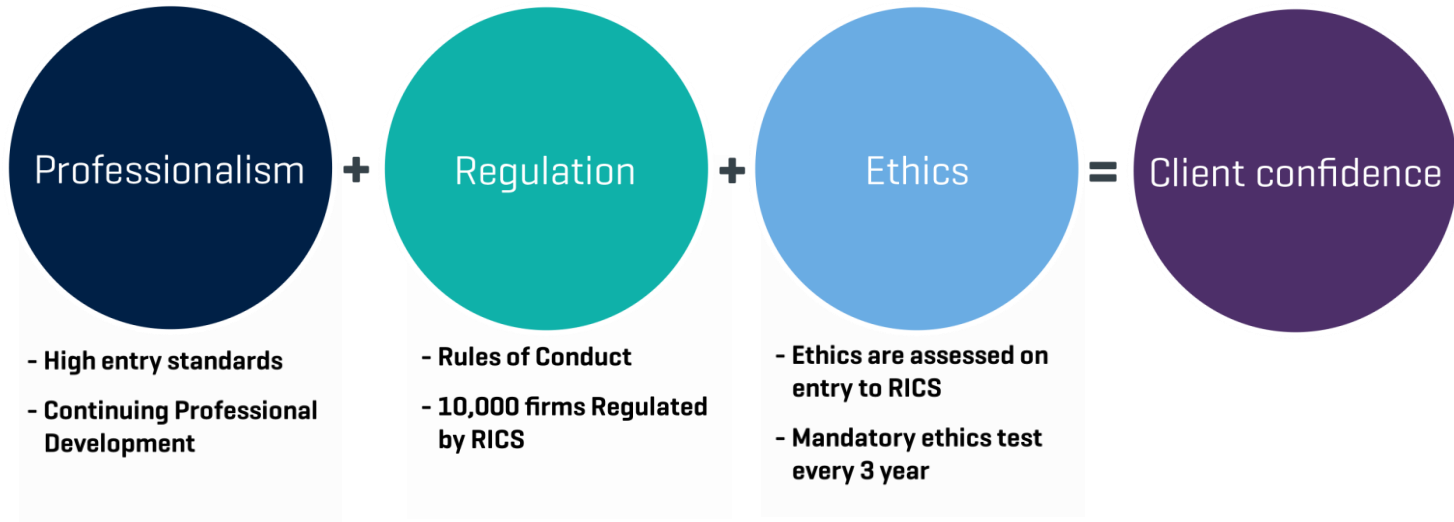 Professionalism + Regulation + Ethics = Client confidence
- High entry standards
- Continuing Professional
Development
- Rules of Conduct
- 10,000 firms Regulated
by RICS
- Ethics are assessed on
entry to RICS
- Mandatory ethics test
every 3 year